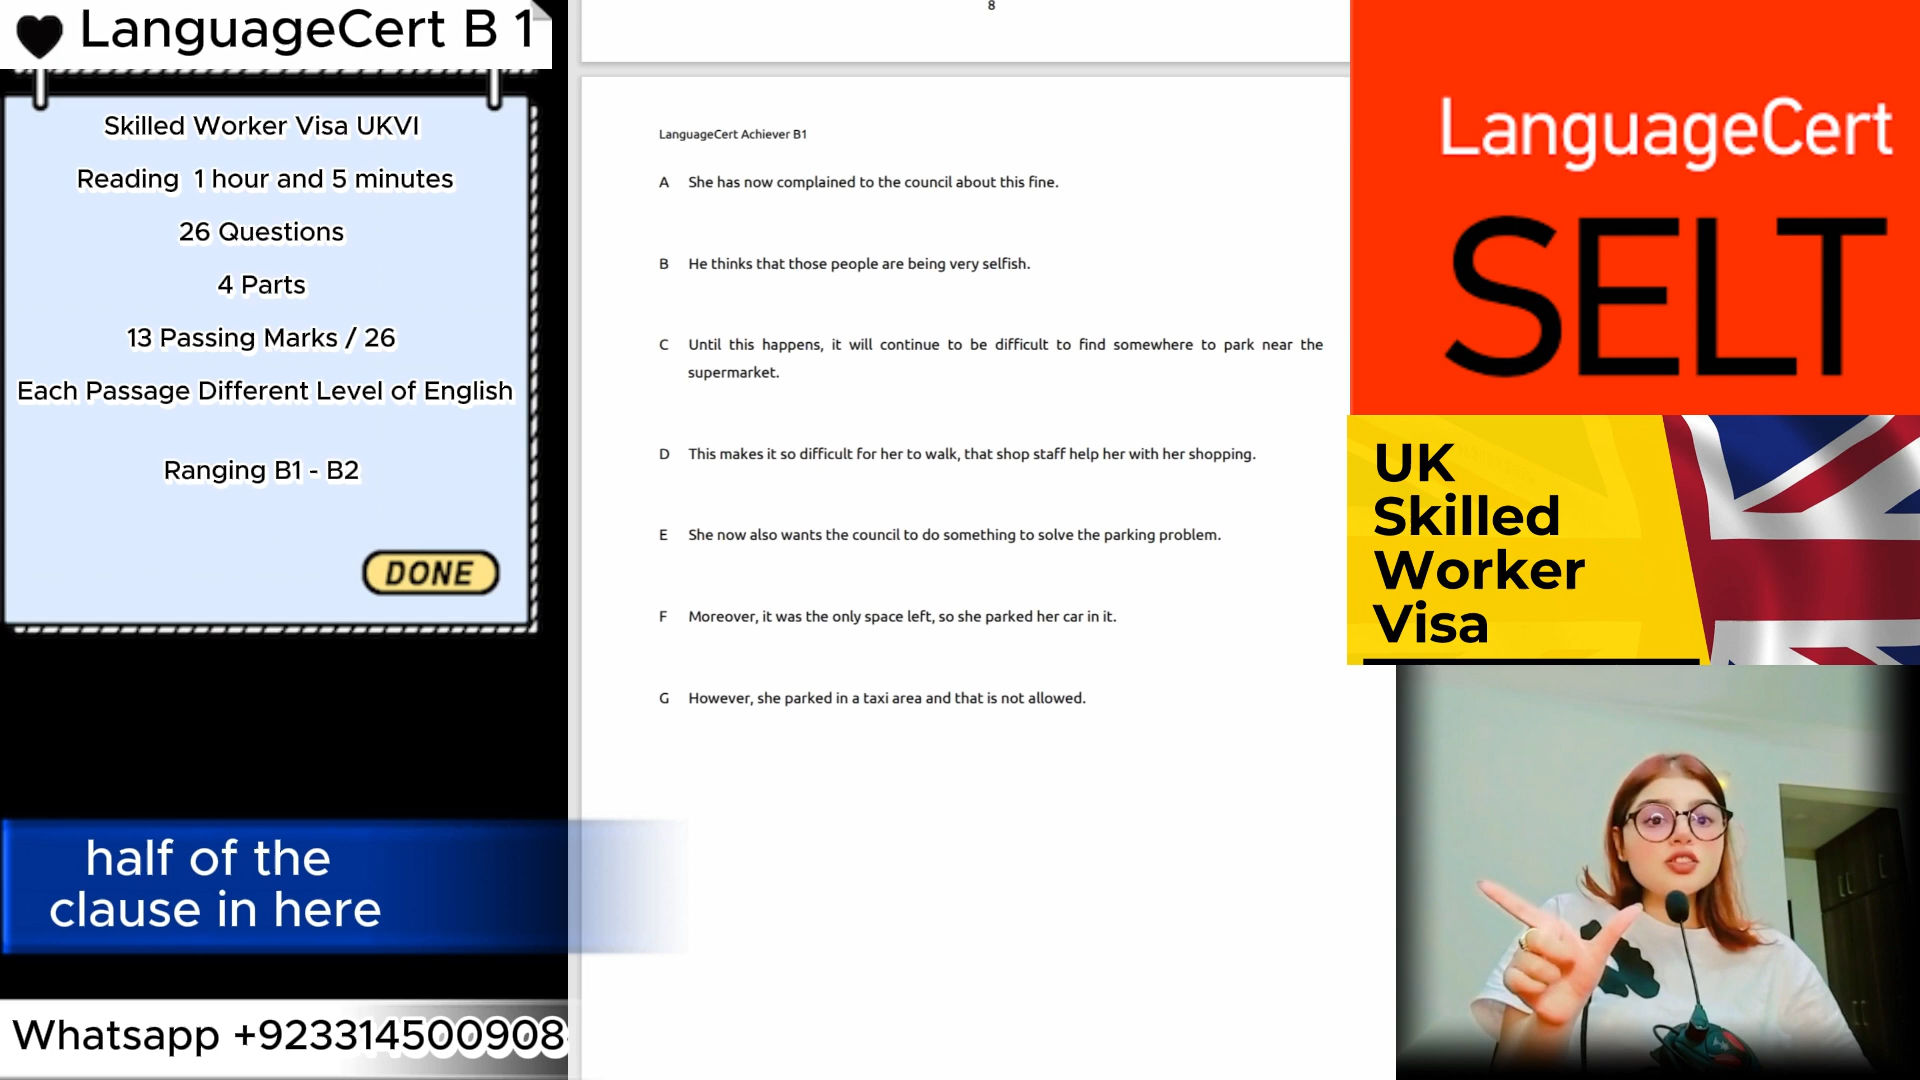 LanguageCert B 1
Skilled Worker Visa UKVI
Reading 1 hour and 5 minutes
26 Questions
4 Parts
13 Passing Marks / 26
Each Passage Different Level of English
Ranging B1 - B2
DONE
half of the
clause in here
Whatsapp +923314500908
8
LanguageCert Achiever B1
A She has now complained to the council about this fine.
B He thinks that those people are being very selfish.
C Until this happens, it will continue to be difficult to find somewhere to park near the
supermarket.
D This makes it so difficult for her to walk, that shop staff help her with her shopping.
E She now also wants the council to do something to solve the parking problem.
F Moreover, it was the only space left, so she parked her car in it.
G However, she parked in a taxi area and that is not allowed.
LanguageCert
SELT
UK
Skilled
Worker
Visa